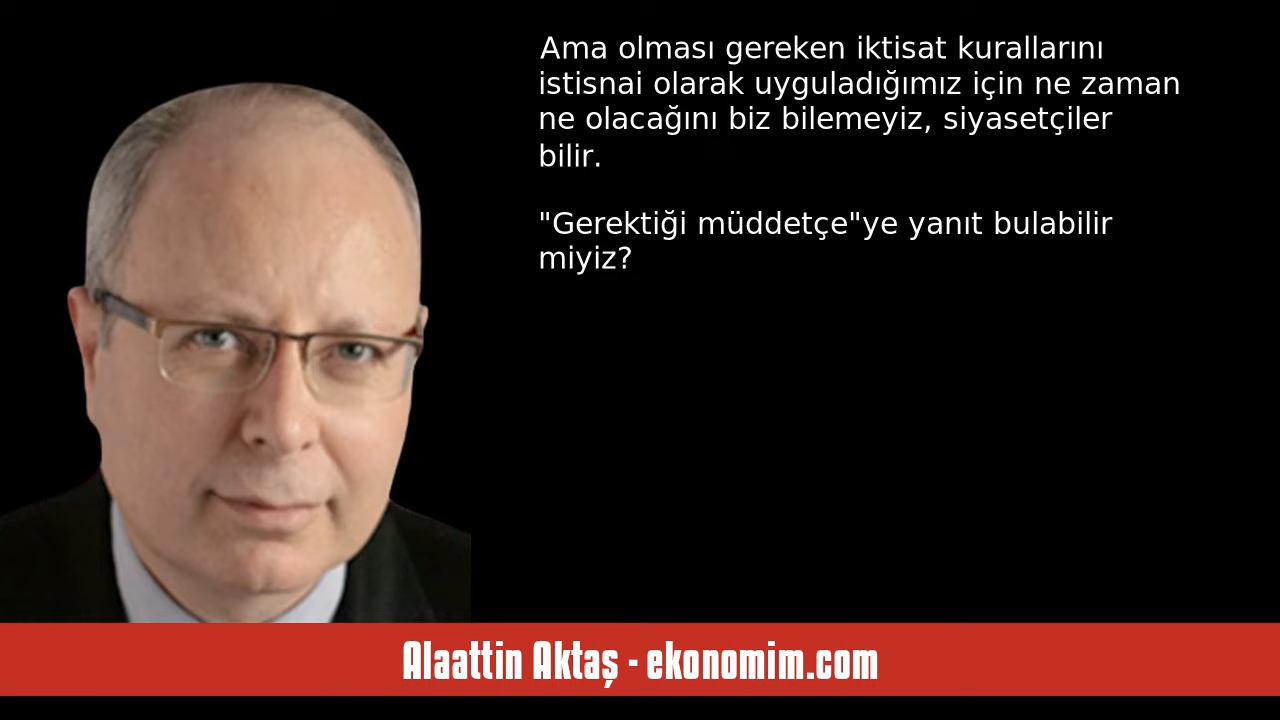 Ama olması gereken iktisat kurallarını
istisnai olarak uyguladığımız için ne zaman
ne olacağını biz bilemeyiz, siyasetçiler
bilir.
"Gerektiği müddetçe"ye yanıt bulabilir
miyiz?
Alaattin Aktaş - ekonomim.com